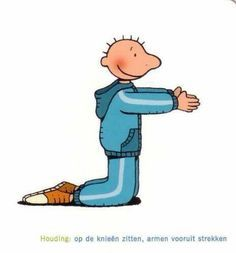 Houding: op de knieën zitten, armen vooruit strekken